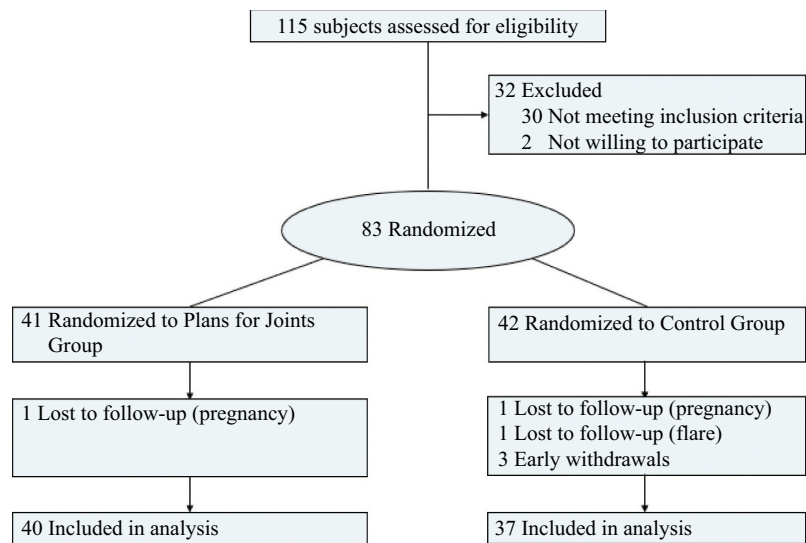 115 subjects assessed for eligibility
32 Excluded
30 Not meeting inclusion criteria
2 Not willing to participate
83 Randomized
41 Randomized to Plans for Joints
Group
42 Randomized to Control Group
1 Lost to follow-up (pregnancy)
1 Lost to follow-up (pregnancy)
1 Lost to follow-up (flare)
3 Early withdrawals
40 Included in analysis
37 Included in analysis